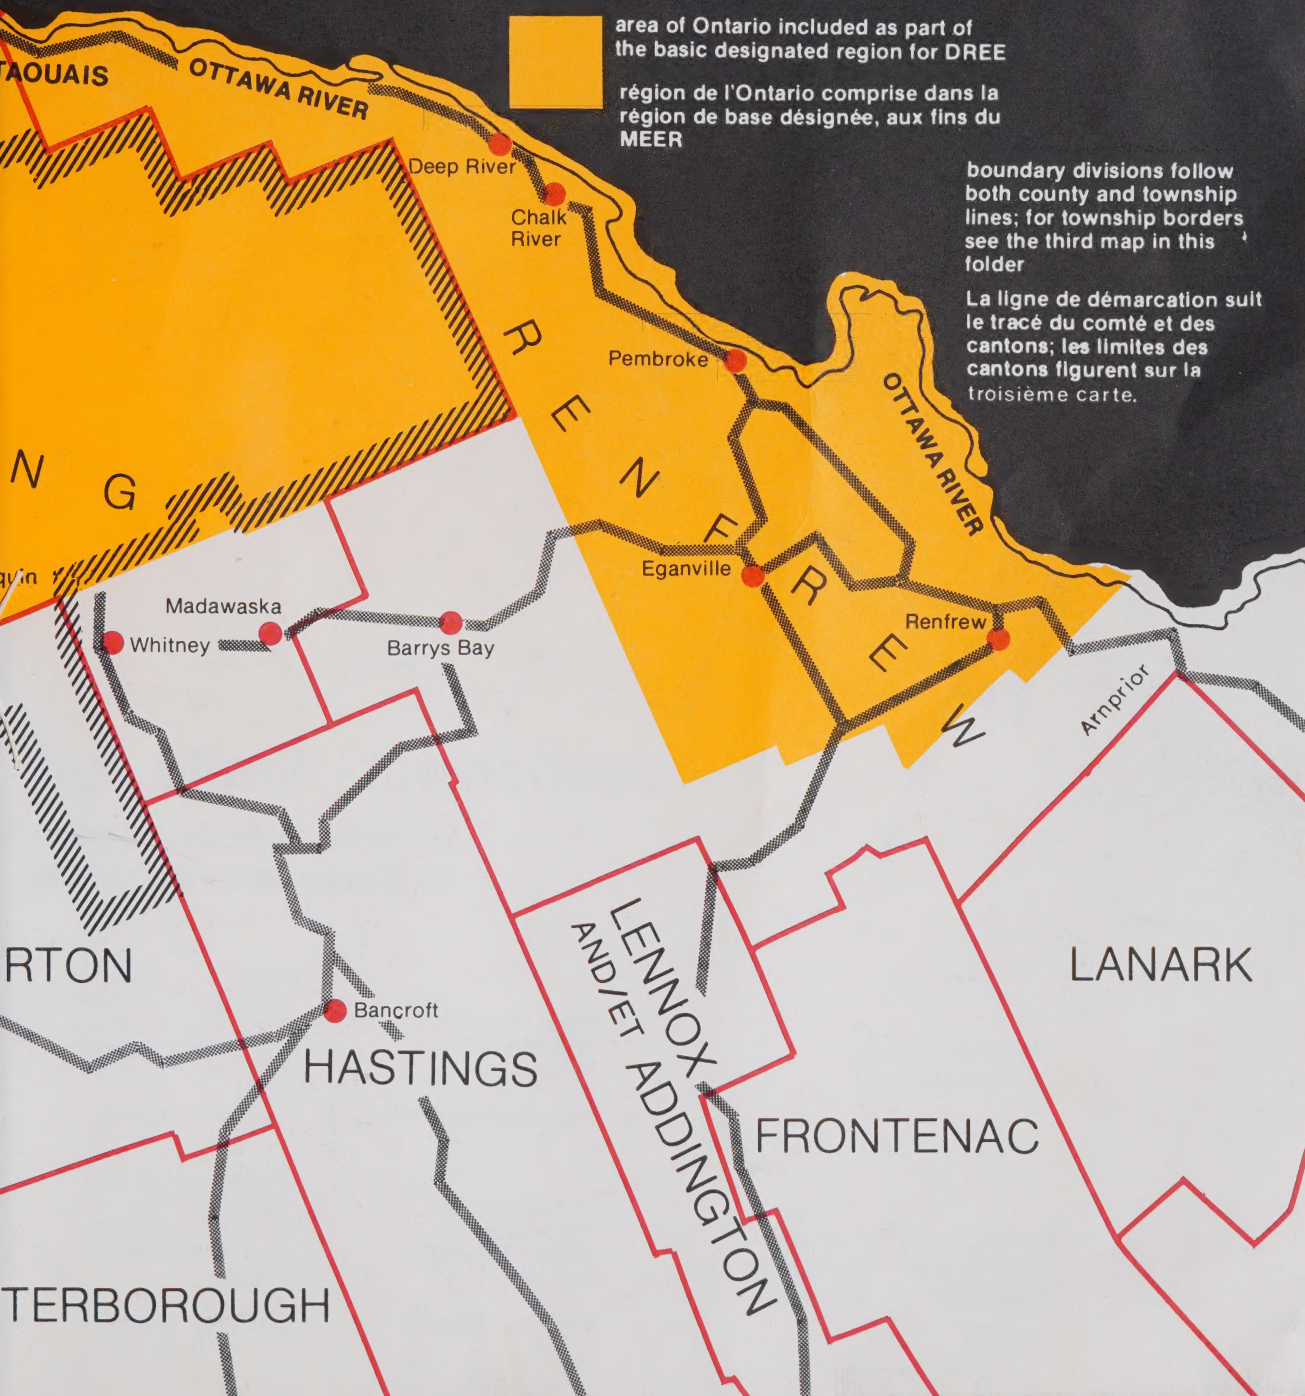 area of Ontario included as part of
the basic designated region for DREE
région de l'Ontario comprise dans la
région de base désignée, aux fins du
MEER
boundary divisions follow
both county and township
lines; for township borders
see the third map in this
folder
La ligne de démarcation suit
le tracé du comté et des
cantons; les limites des
cantons figurent sur la
troisième carte.
TAOUAIS
OTTAWA RIVER
Deep River
Chalk
River
Pembroke
OTTAWA RIVER
RENFREW
NG
quin
Eganville
Madawaska
Whitney
Barrys Bay
Renfrew
Arnprior
RTON
LENNOX
AND/ET ADDINGTON
LANARK
Bancroft
HASTINGS
FRONTENAC
TERBOROUGH